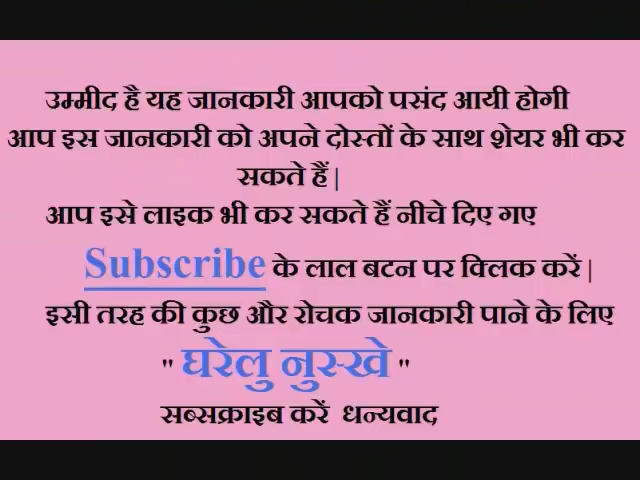 उम्मीद है यह जानकारी आपको पसंद आयी होगी
आप इस जानकारी को अपने दोस्तों के साथ शेयर भी कर
सकते हैं |
आप इसे लाइक भी कर सकते हैं नीचे दिए गए
Subscribe के लाल बटन पर क्लिक करें |
इसी तरह की कुछ और रोचक जानकारी पाने के लिए
" घरेलु नुस्खे "
सब्सक्राइब करें धन्यवाद